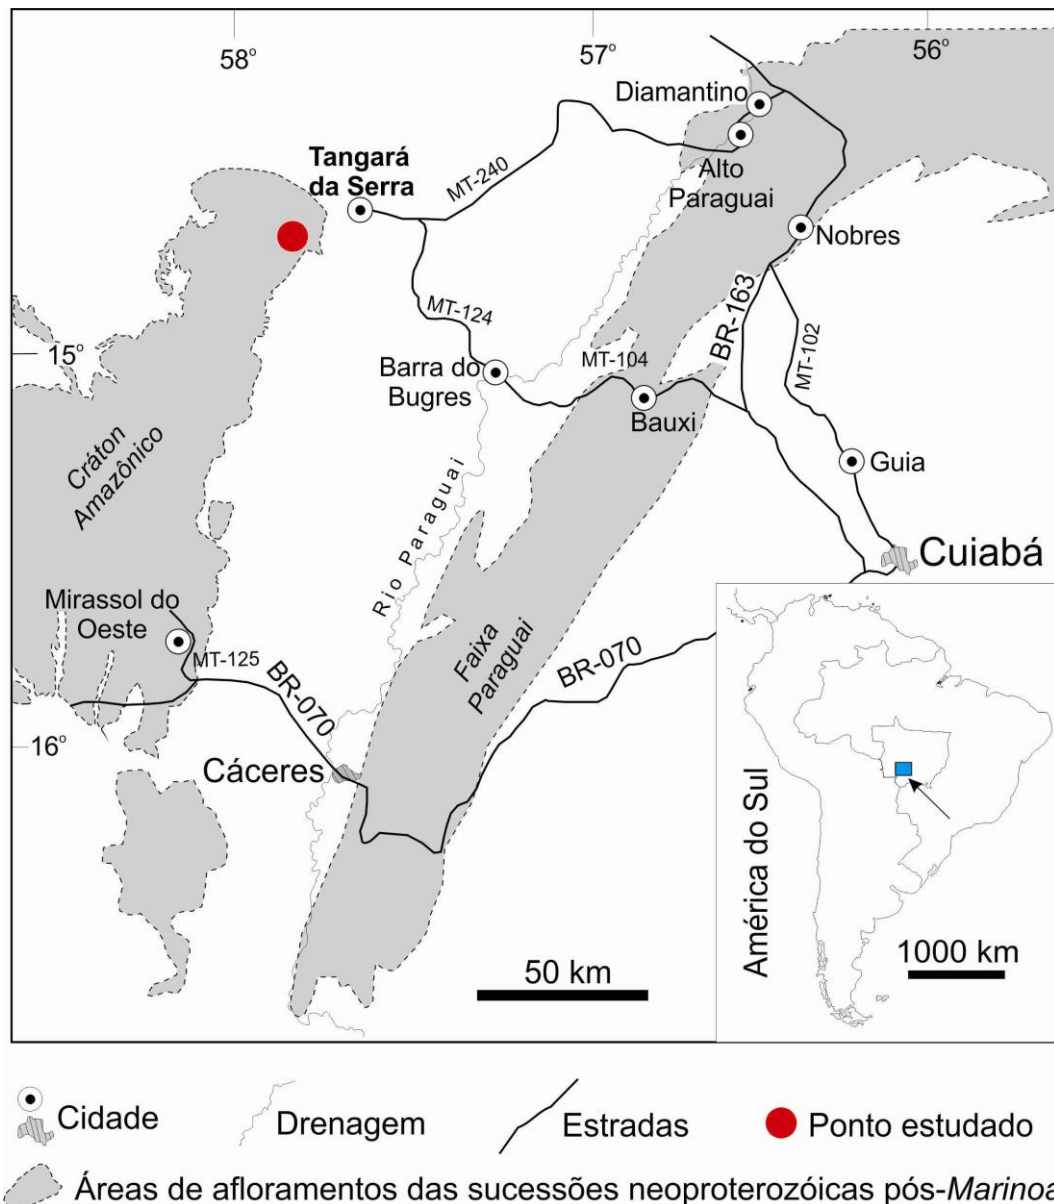 58°
57°
56°
Diamantino
Tangará
da Serra
MT-240
Alto
Paraguai
Nobres
MT-124
BR-163
MT-102
15°
Barra do
Bugres
MT-104
Bauxi
Cráton
Amazônico
Guia
Rio Paraguai
Cuiabá
Mirassol do
Oeste
MT-125
BR-070
Faixa
Paraguai
BR-070
16°
Cáceres
América do Sul
50 km
1000 km
Cidade
Drenagem
Estradas
Ponto estudado
Áreas de afloramentos das sucessões neoproterozóicas pós-Marinoa